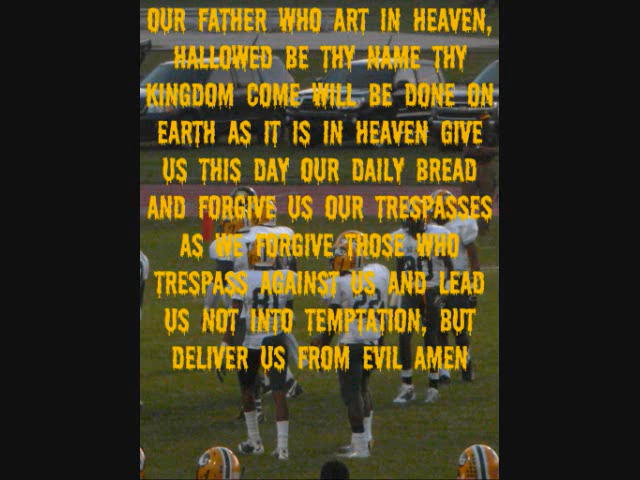 OUR FATHER WHO ART IN HEAVEN,
HALLOWED BE THY NAME THY
KINGDOM COME WILL BE DONE ON
EARTH AS IT IS IN HEAVEN GIVE
US THIS DAY OUR DAILY BREAD
AND FORGIVE US OUR TRESPASSES
AS WE FORGIVE THOSE WHO
TRESPASS AGAINST US AND LEAD
US NOT INTO TEMPTATION, BUT
DELIVER US FROM EVIL AMEN
81
22